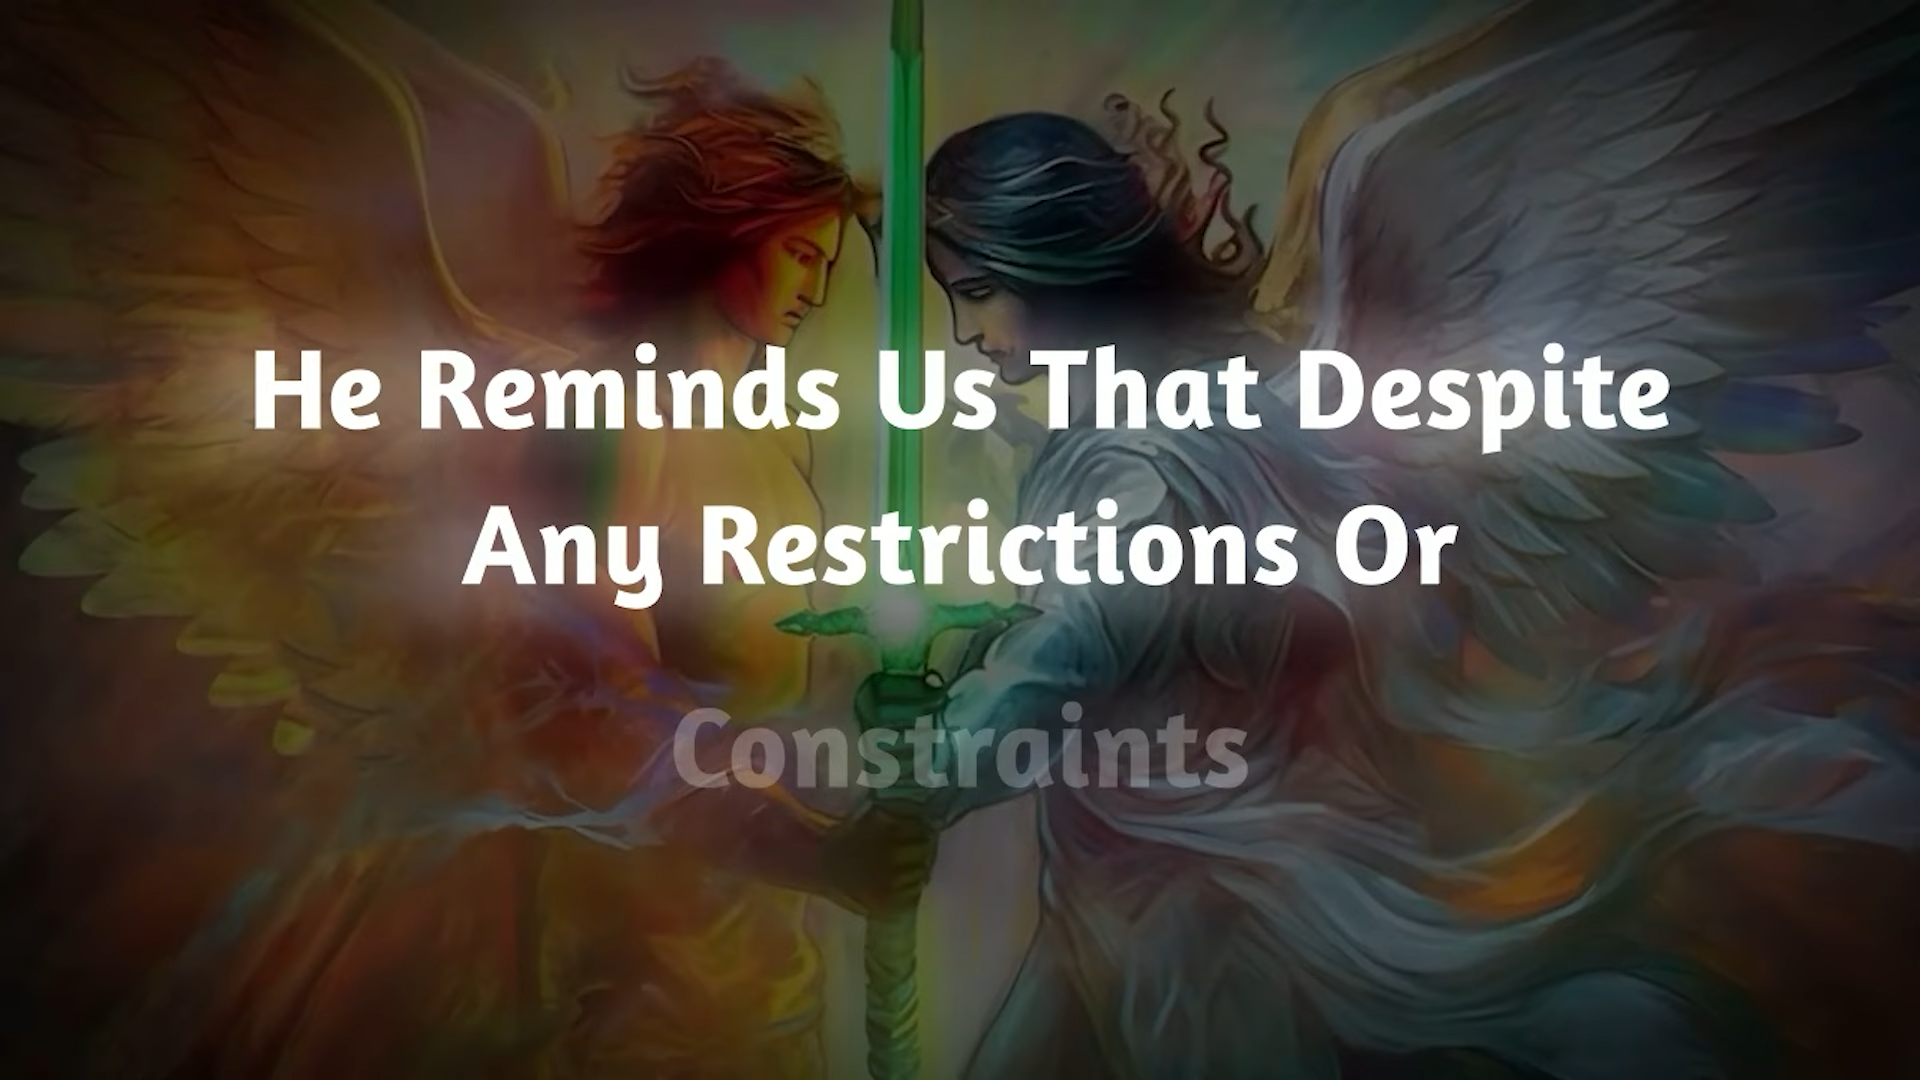 He Reminds Us That Despite
Any Restrictions Or
Constraints